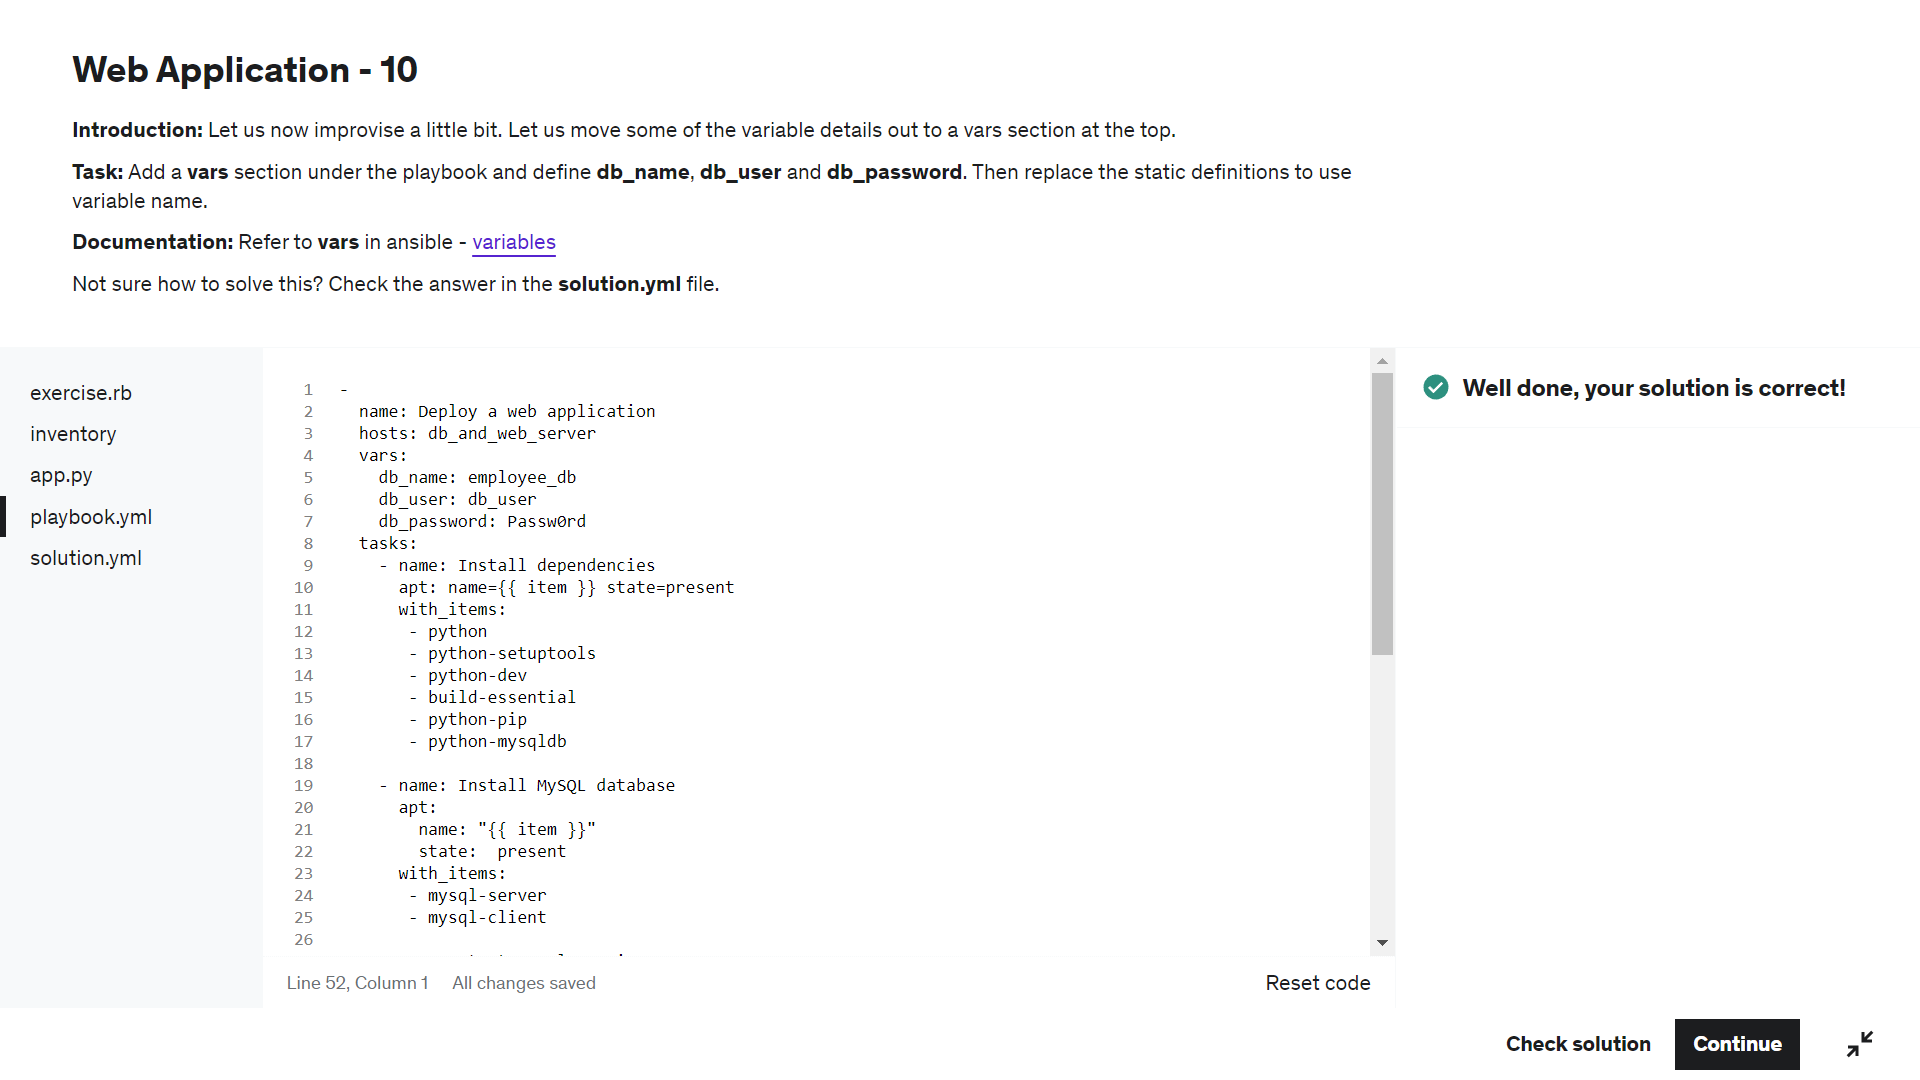 Web Application - 10
Introduction: Let us now improvise a little bit. Let us move some of the variable details out to a vars section at the top.
Task: Add a vars section under the playbook and define db_name, db_user and db_password. Then replace the static definitions to use
variable name.
Documentation: Refer to vars in ansible - variables
Not sure how to solve this? Check the answer in the solution.yml file.
exercise.rb
inventory
app.py
playbook.yml
solution.yml
1 -
2 name: Deploy a web application
3 hosts: db_and_web_server
4 vars:
5 db_name: employee_db
6 db_user: db_user
7 db_password: Passw0rd
8 tasks:
9 - name: Install dependencies
10 apt: name={{ item }} state=present
11 with_items:
12 - python
13 - python-setuptools
14 - python-dev
15 - build-essential
16 - python-pip
17 - python-mysqldb
18
19 - name: Install MySQL database
20 apt:
21 name: "{{ item }}"
22 state:  present
23 with_items:
24 - mysql-server
25 - mysql-client
26
Line 52, Column 1 All changes saved
Reset code
Well done, your solution is correct!
Check solution
Continue